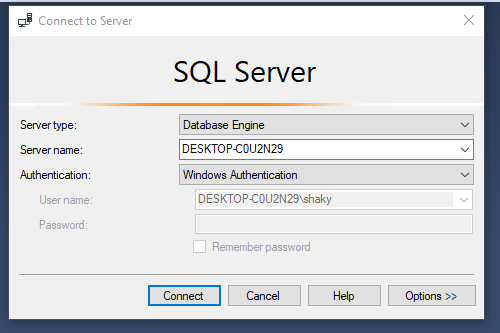 Connect to Server
SQL Server
Server type: Database Engine
Server name: DESKTOP-C0U2N29
Authentication: Windows Authentication
User name: DESKTOP-C0U2N29\shaky
Password:
Remember password
Connect Cancel Help Options >>